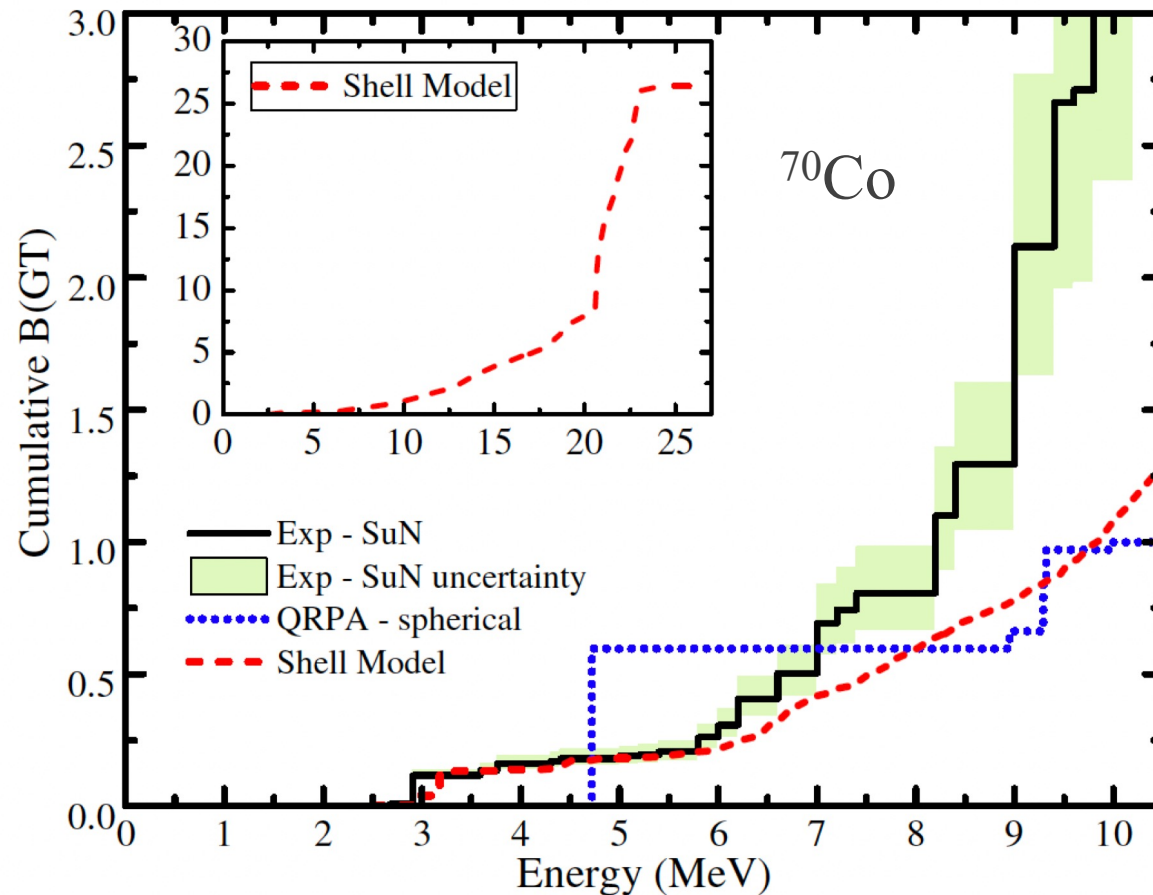 3.0
2.5
2.0
1.5
1.0
0.5
0.0
Cumulative B(GT)
30
25
20
15
10
5
0
Shell Model
0 5 10 15 20 25
⁷⁰Co
Exp - SuN
Exp - SuN uncertainty
QRPA - spherical
Shell Model
0 1 2 3 4 5 6 7 8 9 10
Energy (MeV)